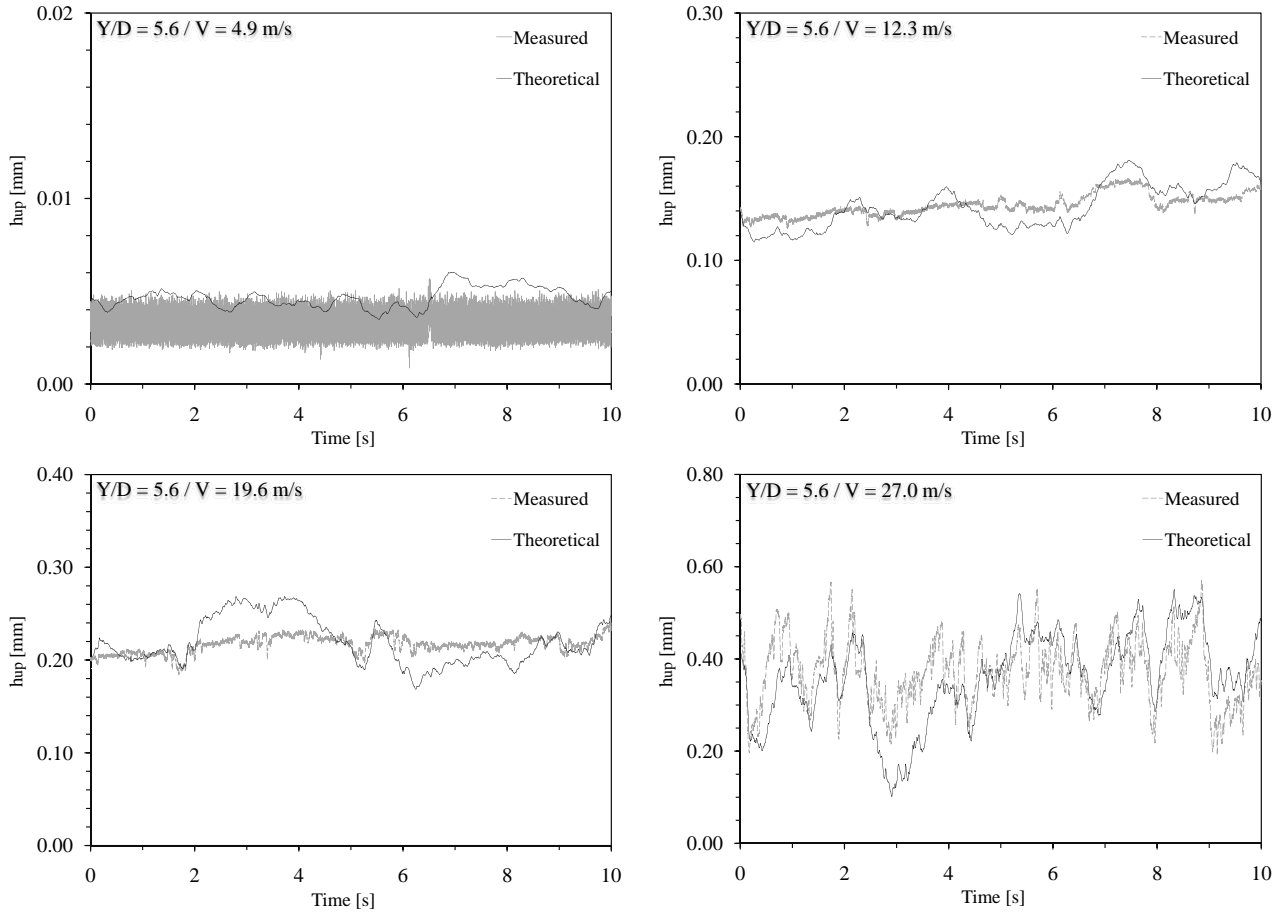 Y/D = 5.6 / V = 4.9 m/s
Measured
Theoretical
hup [mm]
0.02
0.01
0.00
0 2 4 6 8 10
Time [s]
Y/D = 5.6 / V = 12.3 m/s
Measured
Theoretical
hup [mm]
0.30
0.20
0.10
0.00
0 2 4 6 8 10
Time [s]
Y/D = 5.6 / V = 19.6 m/s
Measured
Theoretical
hup [mm]
0.40
0.30
0.20
0.10
0.00
0 2 4 6 8 10
Time [s]
Y/D = 5.6 / V = 27.0 m/s
Measured
Theoretical
hup [mm]
0.80
0.60
0.40
0.20
0.00
0 2 4 6 8 10
Time [s]